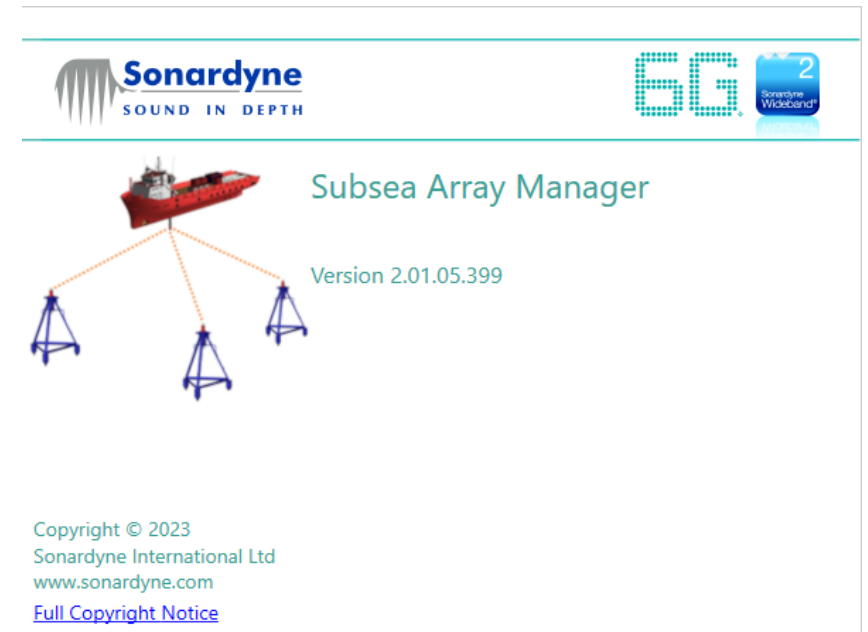 Sonardyne
SOUND IN DEPTH
6G
2
Sonardyne
Wideband®
Subsea Array Manager
Version 2.01.05.399
Copyright © 2023
Sonardyne International Ltd
www.sonardyne.com
Full Copyright Notice